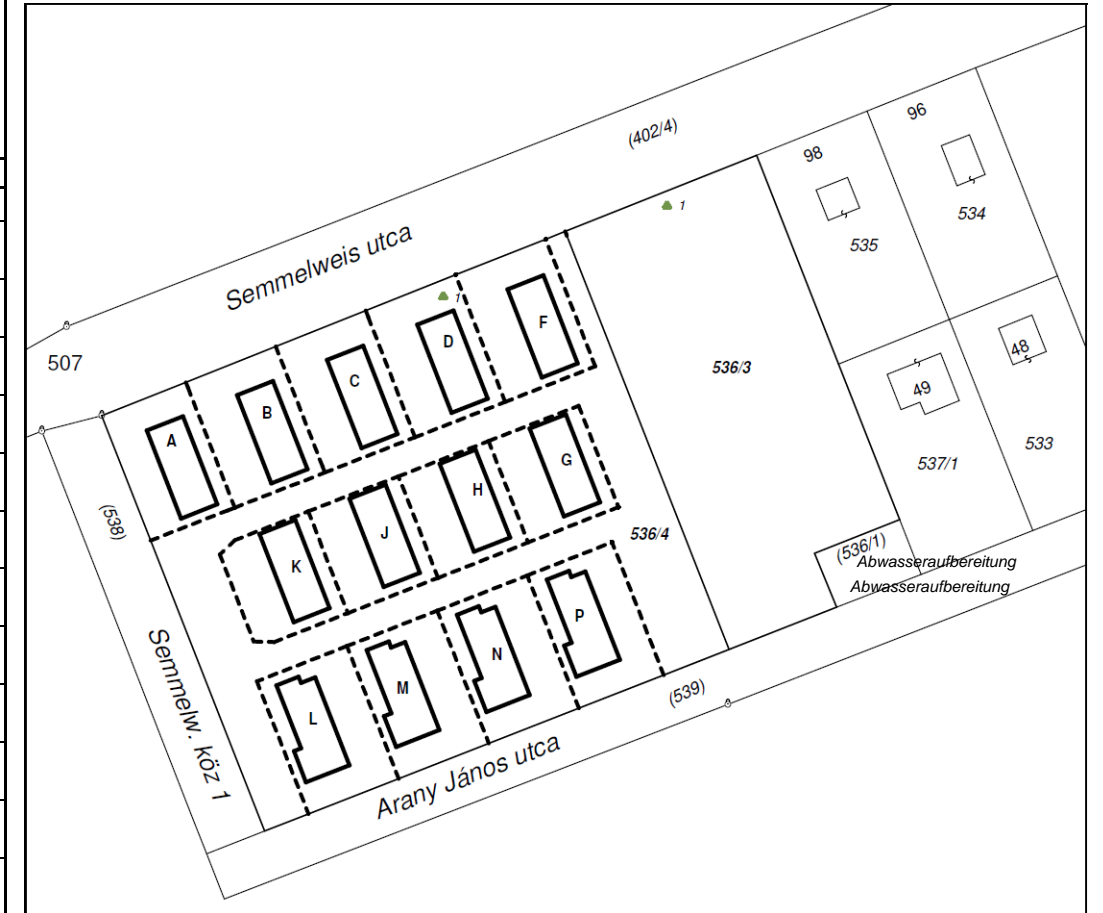 (402/4)
96
98
1
534
535
Semmelweis utca
1
507
F
D
C
B
A
536/3
48
49
533
537/1
G
H
J
K
(538)
536/4
(536/1)
Abwasseraufbereitung
Abwasseraufbereitung
P
N
M
L
Semmelw. köz 1
(539)
Arany János utca